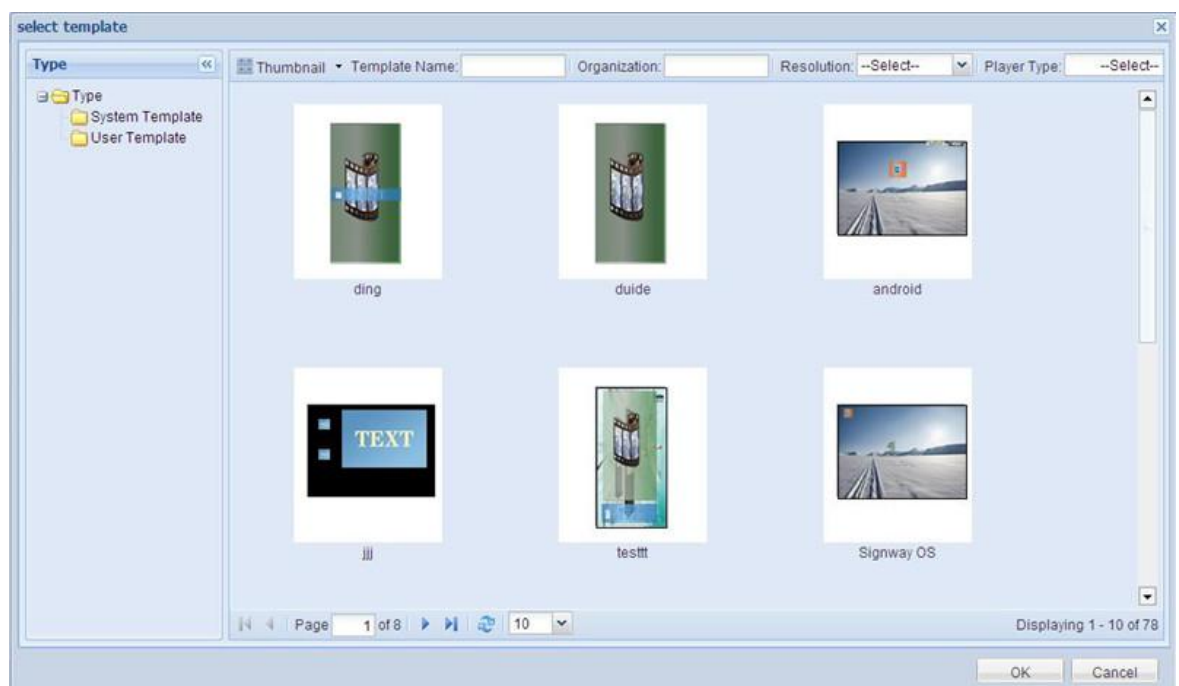 select template
Type
Thumbnail Template Name: Organization: Resolution: --Select-- Player Type: --Select--
Type
System Template
User Template
ding duide android
TEXT
jjj testtt Signway OS
Page 1 of 8 10 Displaying 1 - 10 of 78
OK Cancel